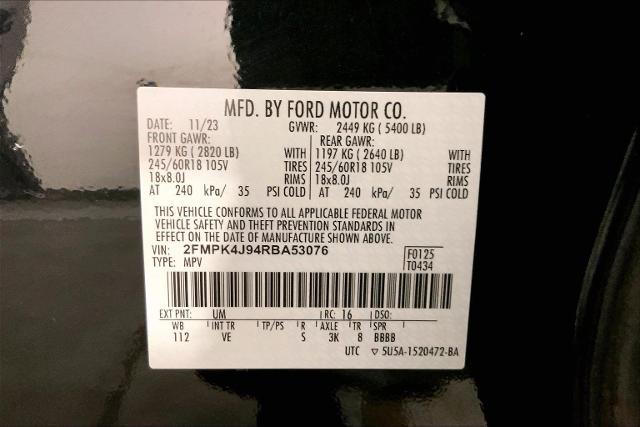 MFD. BY FORD MOTOR CO.
DATE: 11/23 GVWR: 2449 KG ( 5400 LB)
FRONT GAWR: REAR GAWR:
1279 KG ( 2820 LB) WITH 1197 KG ( 2640 LB) WITH
245/60R18 105V TIRES 245/60R18 105V TIRES
18x8.0J RIMS 18x8.0J RIMS
AT 240 kPa/ 35 PSI COLD AT 240 kPa/ 35 PSI COLD
THIS VEHICLE CONFORMS TO ALL APPLICABLE FEDERAL MOTOR
VEHICLE SAFETY AND THEFT PREVENTION STANDARDS IN
EFFECT ON THE DATE OF MANUFACTURE SHOWN ABOVE.
VIN: 2FMPK4J94RBA53076 F0125
TYPE: MPV T0434
EXT PNT: UM RC: 16 DSO:
WB INT TR TP/PS R AXLE TR SPR
112 VE S 3K 8 BBBB
UTC ▽ 5U5A-1520472-BA